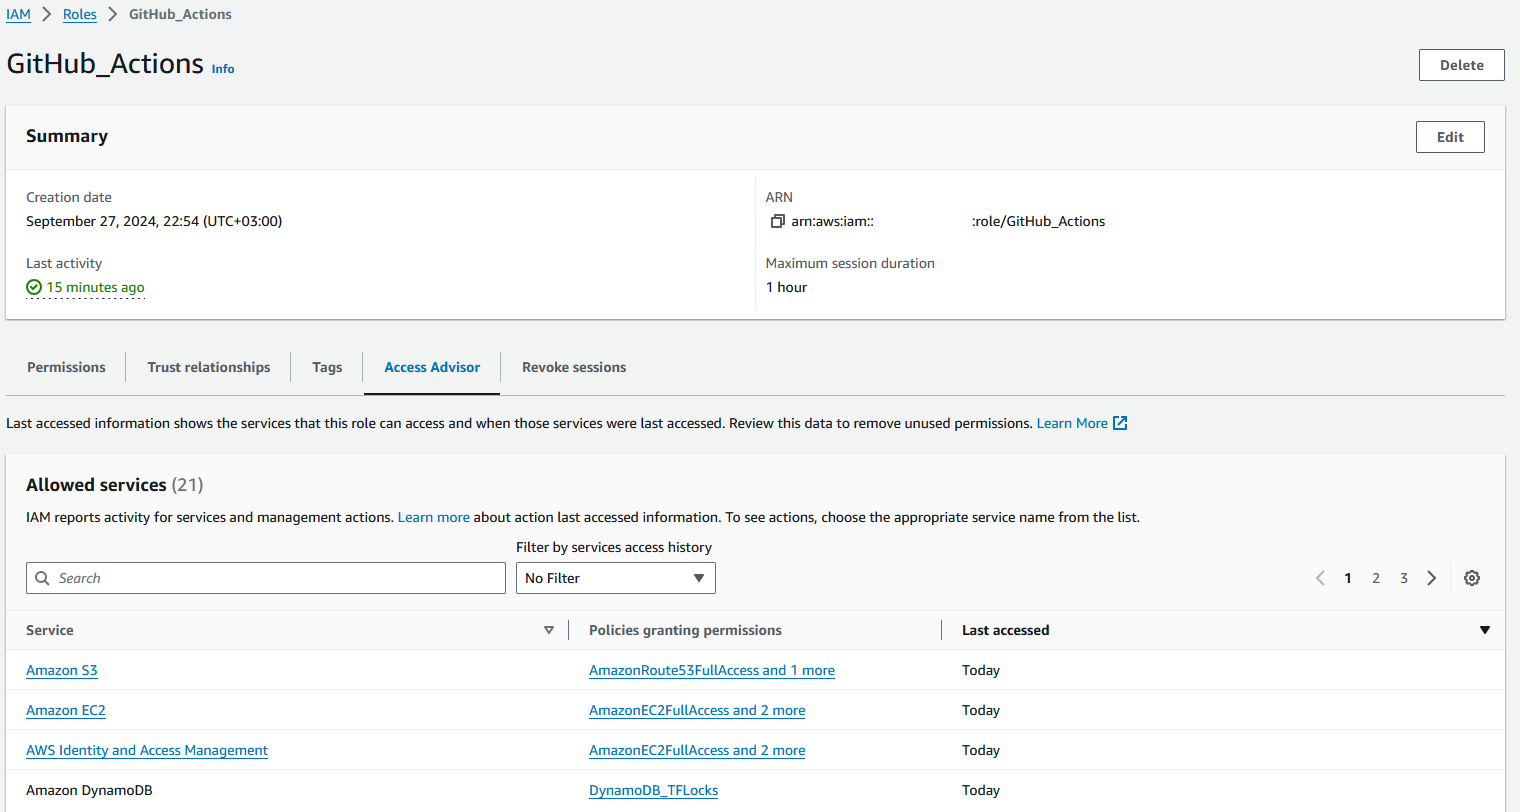 IAM > Roles > GitHub_Actions
GitHub_Actions Info
Delete
Summary
Edit
Creation date
September 27, 2024, 22:54 (UTC+03:00)
ARN
arn:aws:iam:: :role/GitHub_Actions
Last activity
15 minutes ago
Maximum session duration
1 hour
Permissions Trust relationships Tags Access Advisor Revoke sessions
Last accessed information shows the services that this role can access and when those services were last accessed. Review this data to remove unused permissions. Learn More
Allowed services (21)
IAM reports activity for services and management actions. Learn more about action last accessed information. To see actions, choose the appropriate service name from the list.
Filter by services access history
Search
No Filter
1 2 3
Service Policies granting permissions Last accessed
Amazon S3 AmazonRoute53FullAccess and 1 more Today
Amazon EC2 AmazonEC2FullAccess and 2 more Today
AWS Identity and Access Management AmazonEC2FullAccess and 2 more Today
Amazon DynamoDB DynamoDB_TFLocks Today